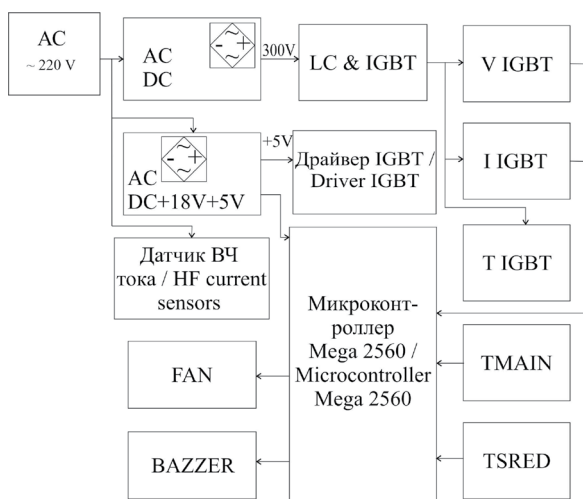 AC
~ 220 V
AC
DC
- ~ +
~
300V
LC & IGBT
V IGBT
AC
DC+18V+5V
- ~ +
~
+5V
Драйвер IGBT /
Driver IGBT
I IGBT
T IGBT
Датчик ВЧ
тока / HF current
sensors
Микроконт-
роллер
Mega 2560 /
Microcontroller
Mega 2560
FAN
BAZZER
TMAIN
TSRED